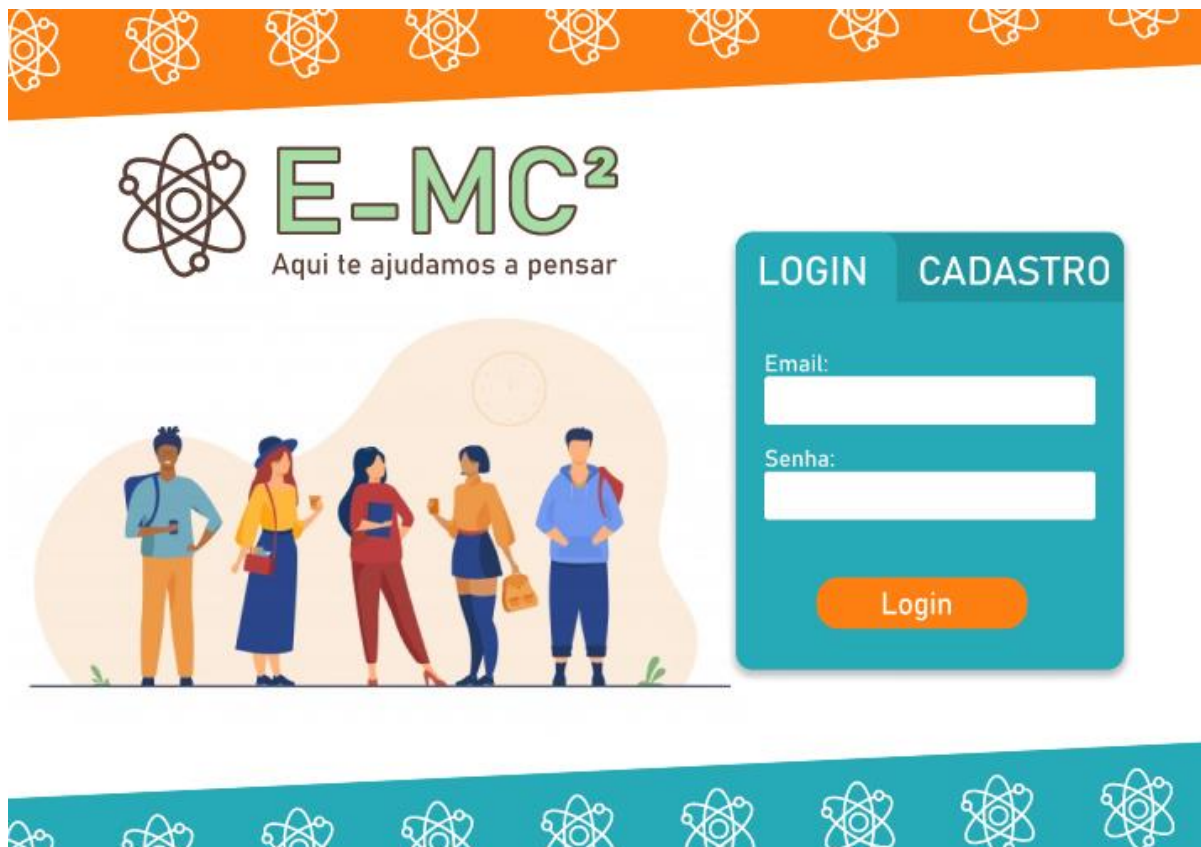 E-MC²
Aqui te ajudamos a pensar
LOGIN CADASTRO
Email:
Senha:
Login